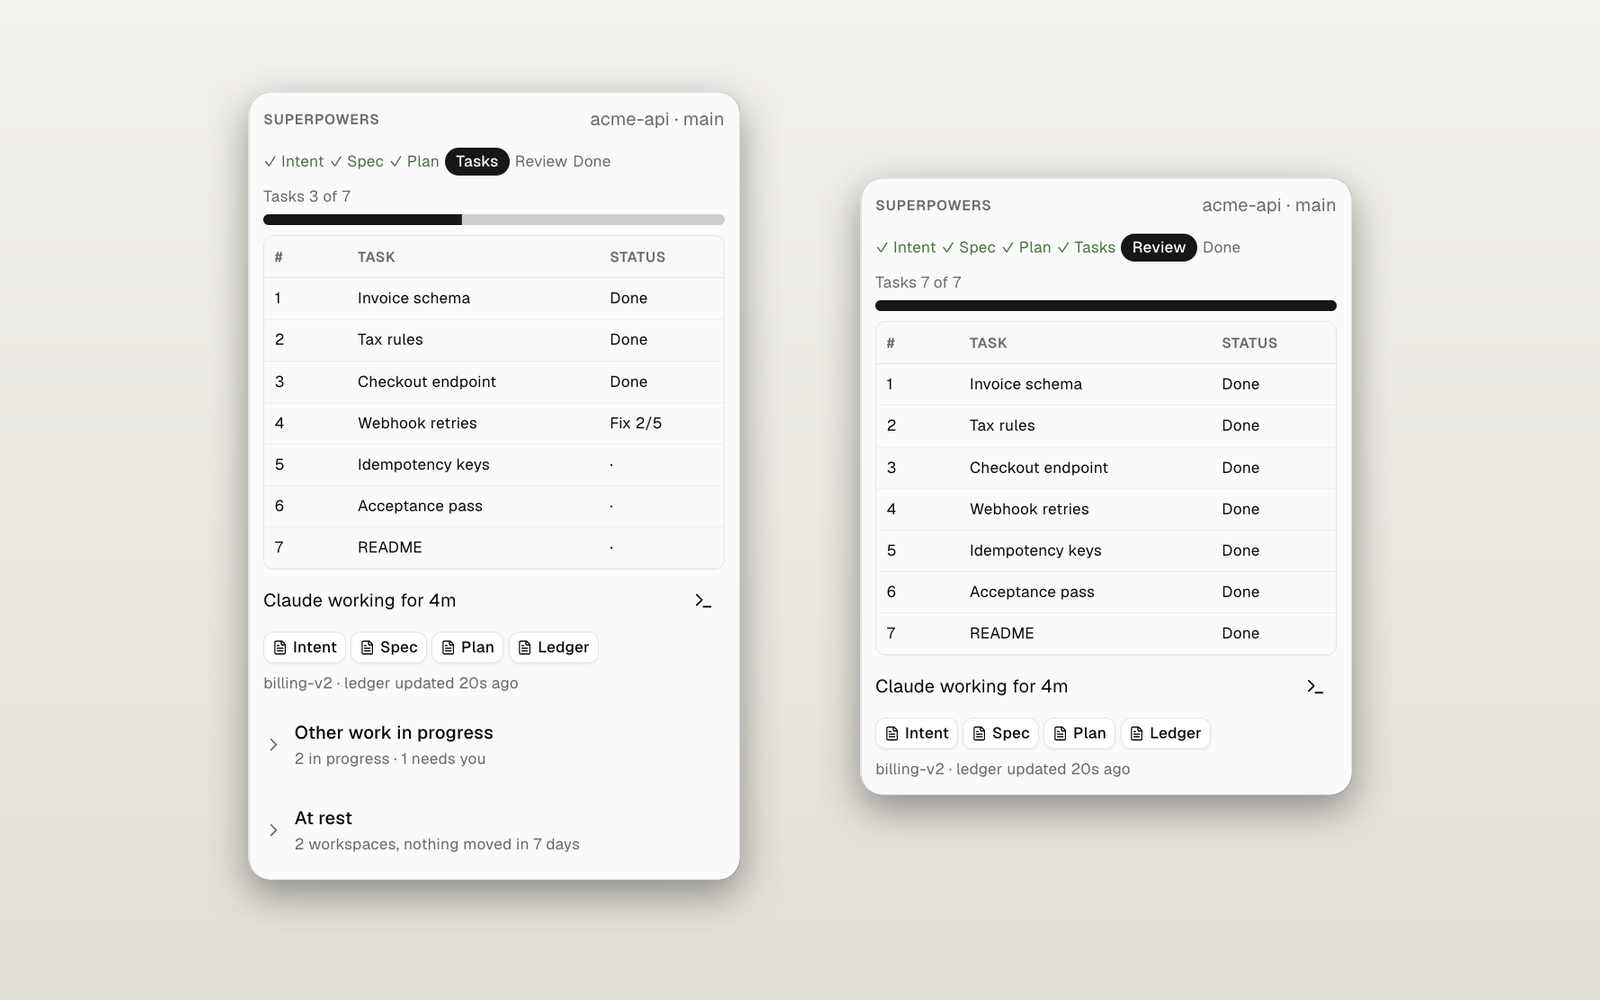 SUPERPOWERS acme-api · main
✓ Intent ✓ Spec ✓ Plan Tasks Review Done
Tasks 3 of 7
# TASK STATUS
1 Invoice schema Done
2 Tax rules Done
3 Checkout endpoint Done
4 Webhook retries Fix 2/5
5 Idempotency keys ·
6 Acceptance pass ·
7 README ·
Claude working for 4m
Intent Spec Plan Ledger
billing-v2 · ledger updated 20s ago
Other work in progress
2 in progress · 1 needs you
At rest
2 workspaces, nothing moved in 7 days
SUPERPOWERS acme-api · main
✓ Intent ✓ Spec ✓ Plan ✓ Tasks Review Done
Tasks 7 of 7
# TASK STATUS
1 Invoice schema Done
2 Tax rules Done
3 Checkout endpoint Done
4 Webhook retries Done
5 Idempotency keys Done
6 Acceptance pass Done
7 README Done
Claude working for 4m
Intent Spec Plan Ledger
billing-v2 · ledger updated 20s ago